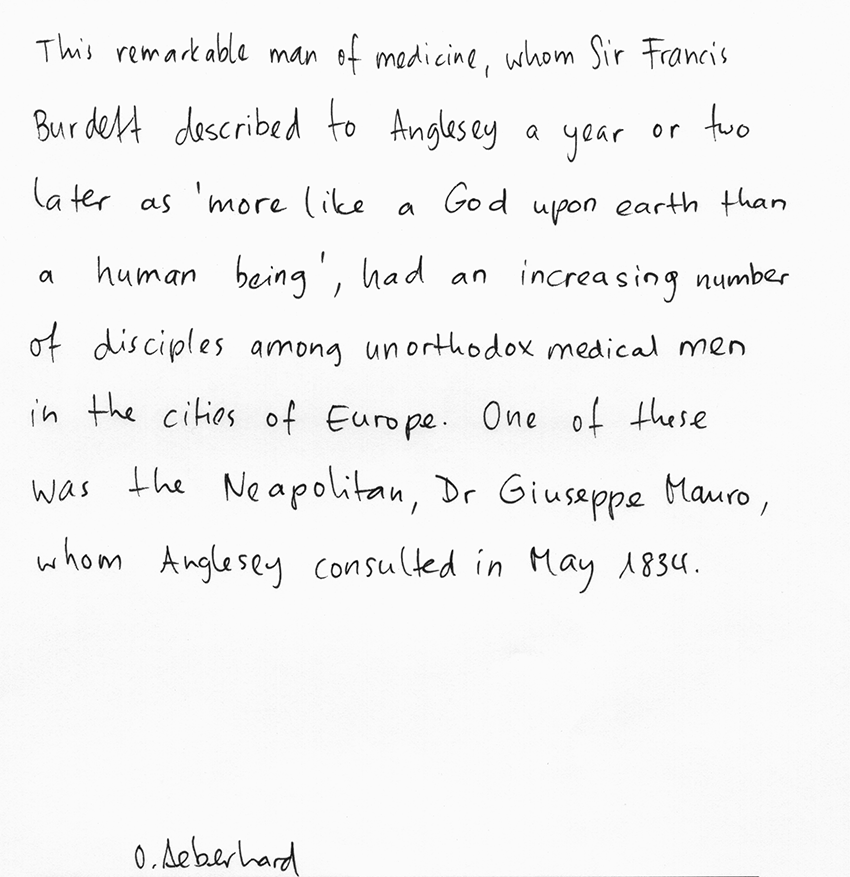 This remarkable man of medicine, whom Sir Francis
Burdett described to Anglesey a year or two
later as 'more like a God upon earth than
a human being', had an increasing number
of disciples among unorthodox medical men
in the cities of Europe. One of these
was the Neapolitan, Dr Giuseppe Mauro,
whom Anglesey consulted in May 1834.
O. Aeberhard